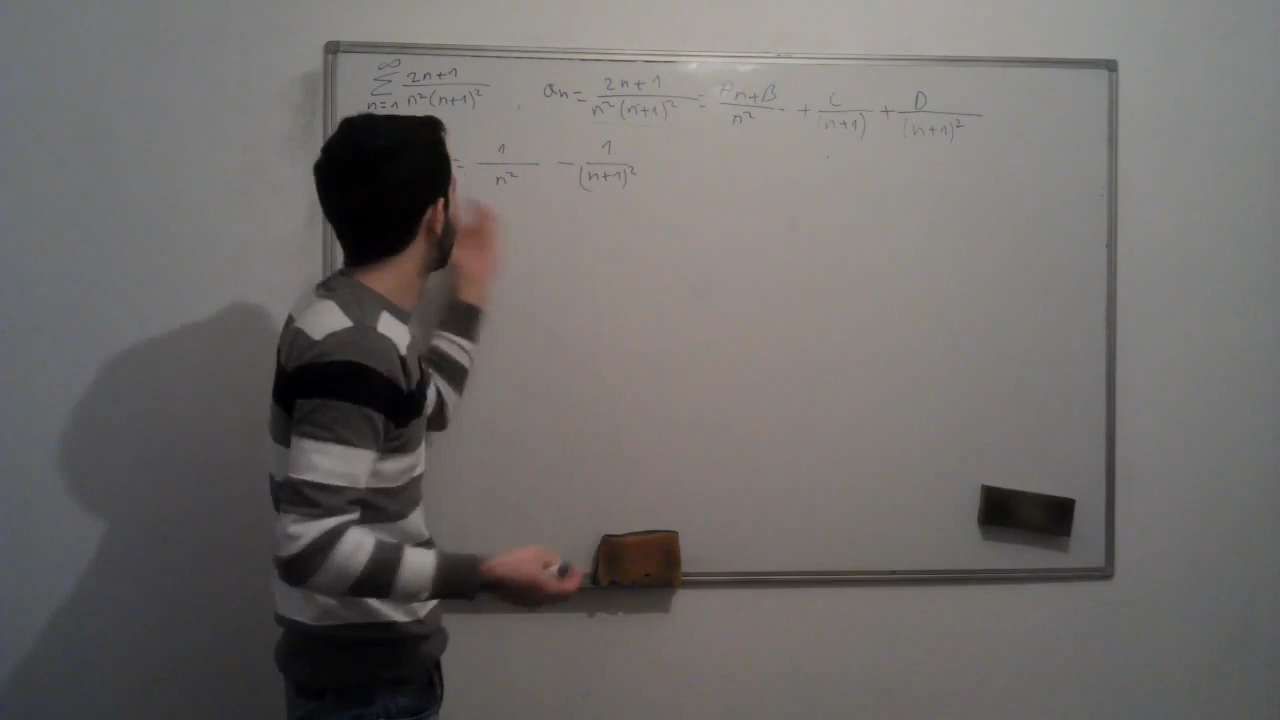 ∞ ∑ n=1 2n+1 / n²(n+1)² , an = 2n+1 / n²(n+1)² = An+B / n² + C / (n+1) + D / (n+1)²
= 1 / n² - 1 / (n+1)²